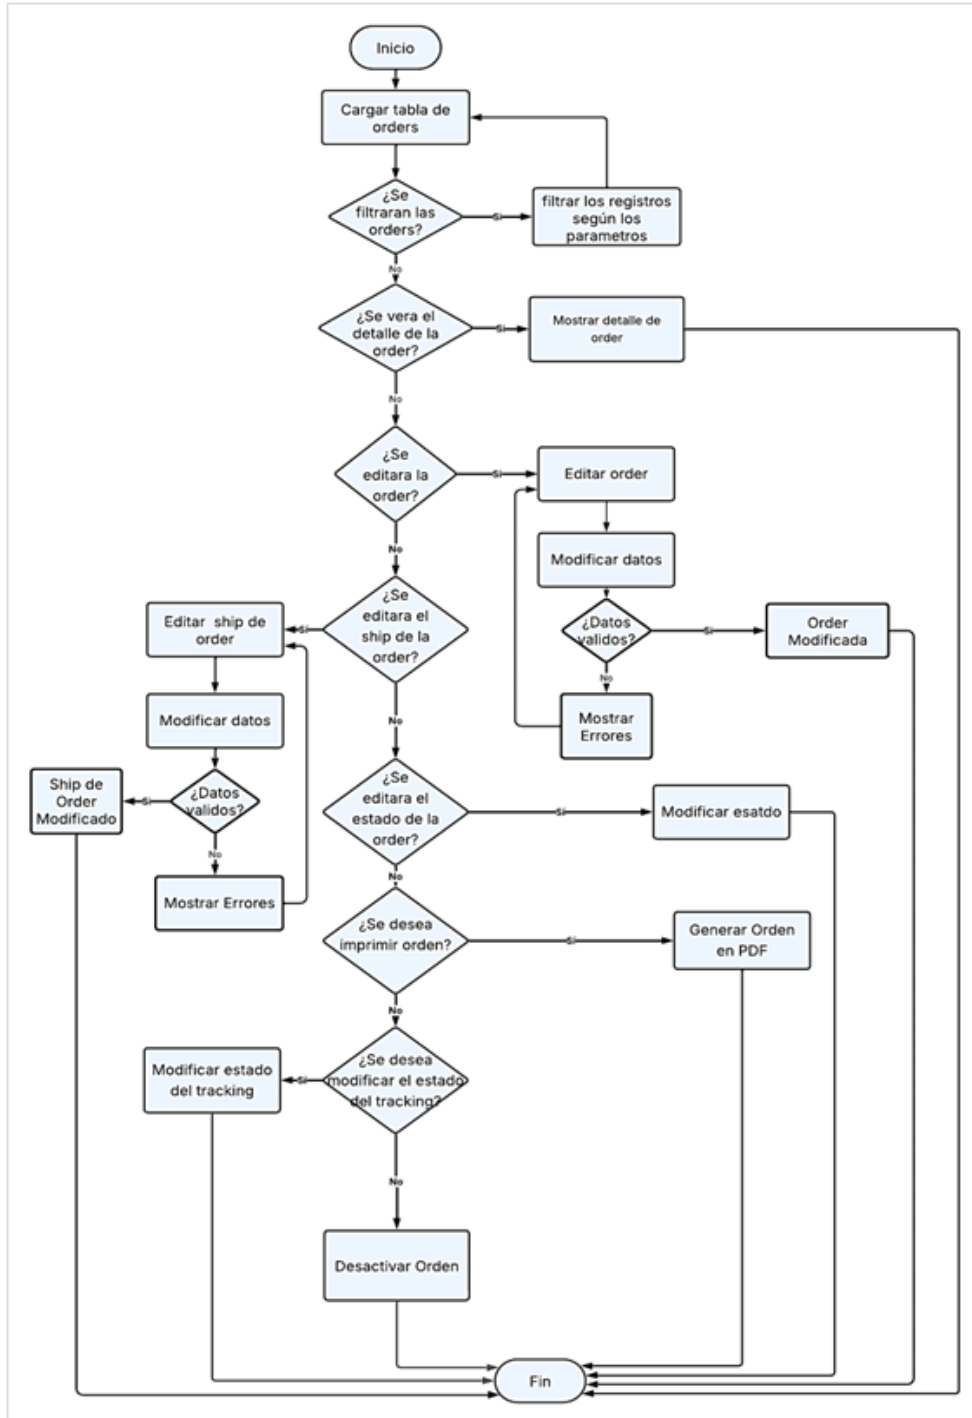 Inicio
Cargar tabla de
orders
¿Se
filtraran las
orders?
Si
filtrar los registros
según los
parametros
No
¿Se vera el
detalle de la
order?
Si
Mostrar detalle de
order
No
¿Se
editara la
order?
Si
Editar order
Modificar datos
¿Datos
validos?
Si
Order
Modificada
No
Mostrar
Errores
No
¿Se
editara el
ship de la
order?
Si
Editar ship de
order
Modificar datos
¿Datos
validos?
Si
Ship de
Order
Modificado
No
Mostrar Errores
No
¿Se
editara el
estado de la
order?
Si
Modificar esatdo
No
¿Se desea
imprimir orden?
Si
Generar Orden
en PDF
No
¿Se desea
modificar el estado
del tracking?
Si
Modificar estado
del tracking
No
Desactivar Orden
Fin